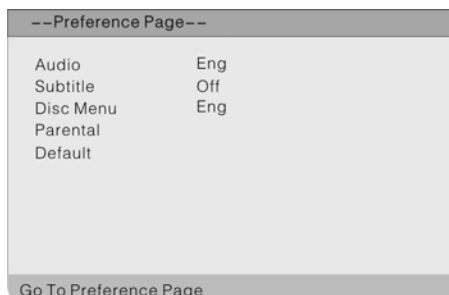 --Preference Page--
Audio Eng
Subtitle Off
Disc Menu Eng
Parental
Default
Go To Preference Page